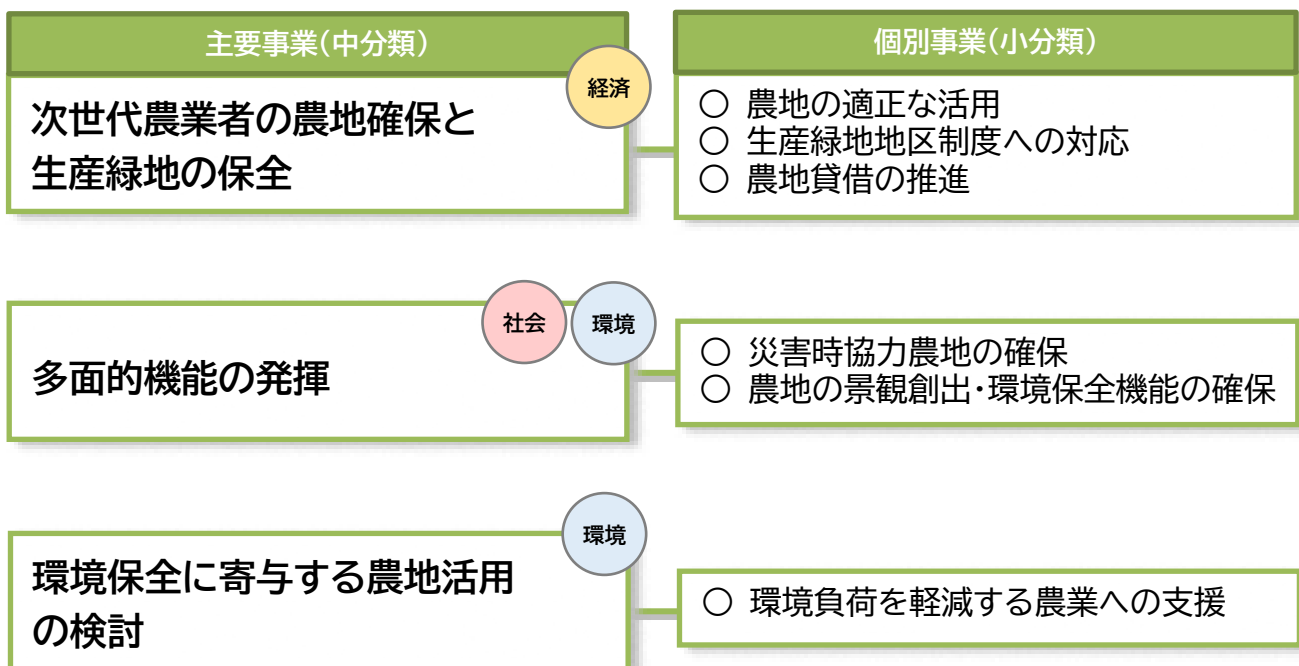 主要事業(中分類)
個別事業(小分類)
経済
次世代農業者の農地確保と
生産緑地の保全
○ 農地の適正な活用
○ 生産緑地地区制度への対応
○ 農地貸借の推進
社会
環境
多面的機能の発揮
○ 災害時協力農地の確保
○ 農地の景観創出・環境保全機能の確保
環境
環境保全に寄与する農地活用
の検討
○ 環境負荷を軽減する農業への支援